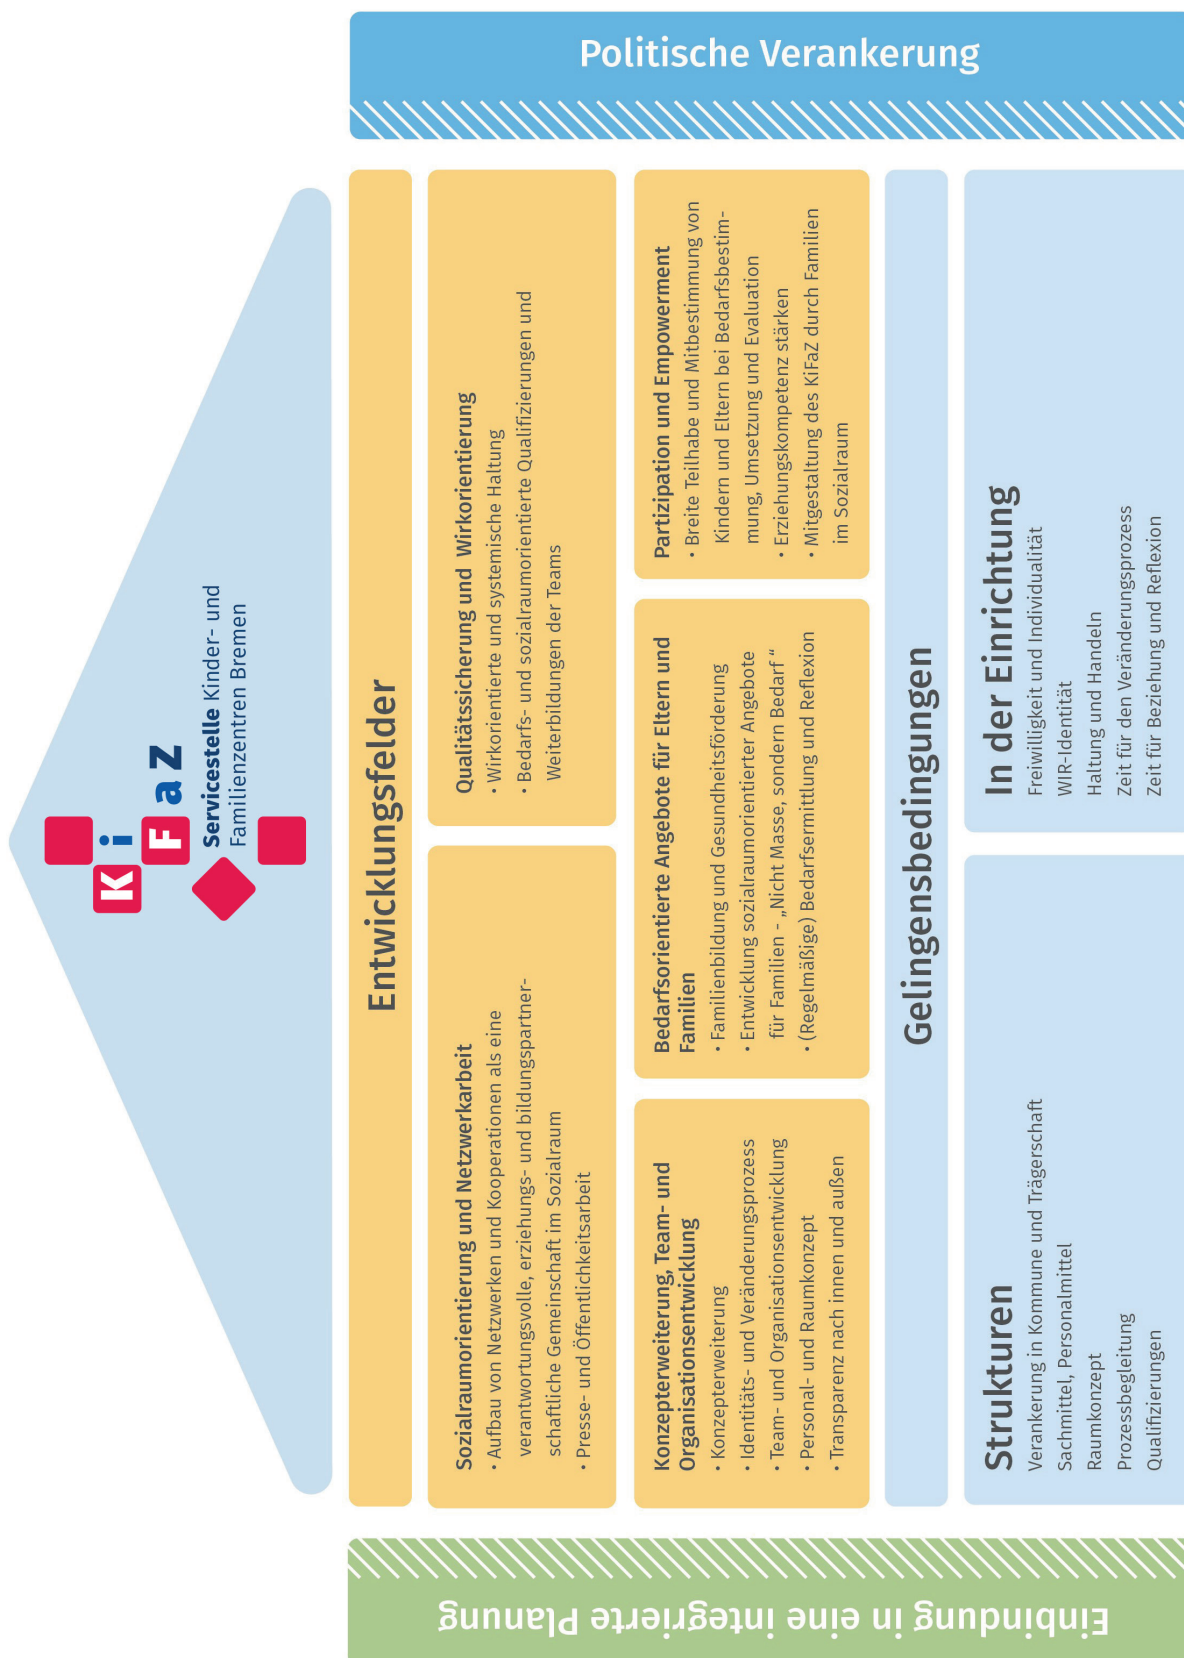 Ki
FaZ
Servicestelle Kinder- und
Familienzentren Bremen
Entwicklungsfelder
Sozialraumorientierung und Netzwerkarbeit
• Aufbau von Netzwerken und Kooperationen als eine
verantwortungsvolle, erziehungs- und bildungspartner-
schaftliche Gemeinschaft im Sozialraum
• Presse- und Öffentlichkeitsarbeit
Qualitätssicherung und Wirkorientierung
• Wirkorientierte und systemische Haltung
• Bedarfs- und sozialraumorientierte Qualifizierungen und
Weiterbildungen der Teams
Konzepterweiterung, Team- und
Organisationsentwicklung
• Konzepterweiterung
• Identitäts- und Veränderungsprozess
• Team- und Organisationsentwicklung
• Personal- und Raumkonzept
• Transparenz nach innen und außen
Bedarfsorientierte Angebote für Eltern und
Familien
• Familienbildung und Gesundheitsförderung
• Entwicklung sozialraumorientierter Angebote
für Familien - „Nicht Masse, sondern Bedarf “
• (Regelmäßige) Bedarfsermittlung und Reflexion
Partizipation und Empowerment
• Breite Teilhabe und Mitbestimmung von
Kindern und Eltern bei Bedarfsbestim-
mung, Umsetzung und Evaluation
• Erziehungskompetenz stärken
• Mitgestaltung des KiFaZ durch Familien
im Sozialraum
Gelingensbedingungen
Strukturen
Verankerung in Kommune und Trägerschaft
Sachmittel, Personalmittel
Raumkonzept
Prozessbegleitung
Qualifizierungen
In der Einrichtung
Freiwilligkeit und Individualität
WIR-Identität
Haltung und Handeln
Zeit für den Veränderungsprozess
Zeit für Beziehung und Reflexion
Einbindung in eine integrierte Planung
Politische Verankerung